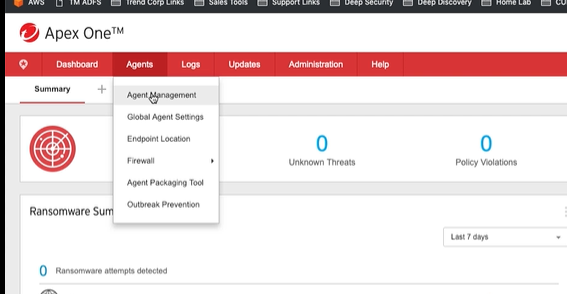 AWS TM ADFS Trend Corp Links Sales Tools Support Links Deep Security Deep Discovery Home Lab
Apex One™
Dashboard Agents Logs Updates Administration Help
Summary +
Agent Management
Global Agent Settings
Endpoint Location
Firewall
Agent Packaging Tool
Outbreak Prevention
0 0
Unknown Threats Policy Violations
Ransomware Sum
Last 7 days
0 Ransomware attempts detected